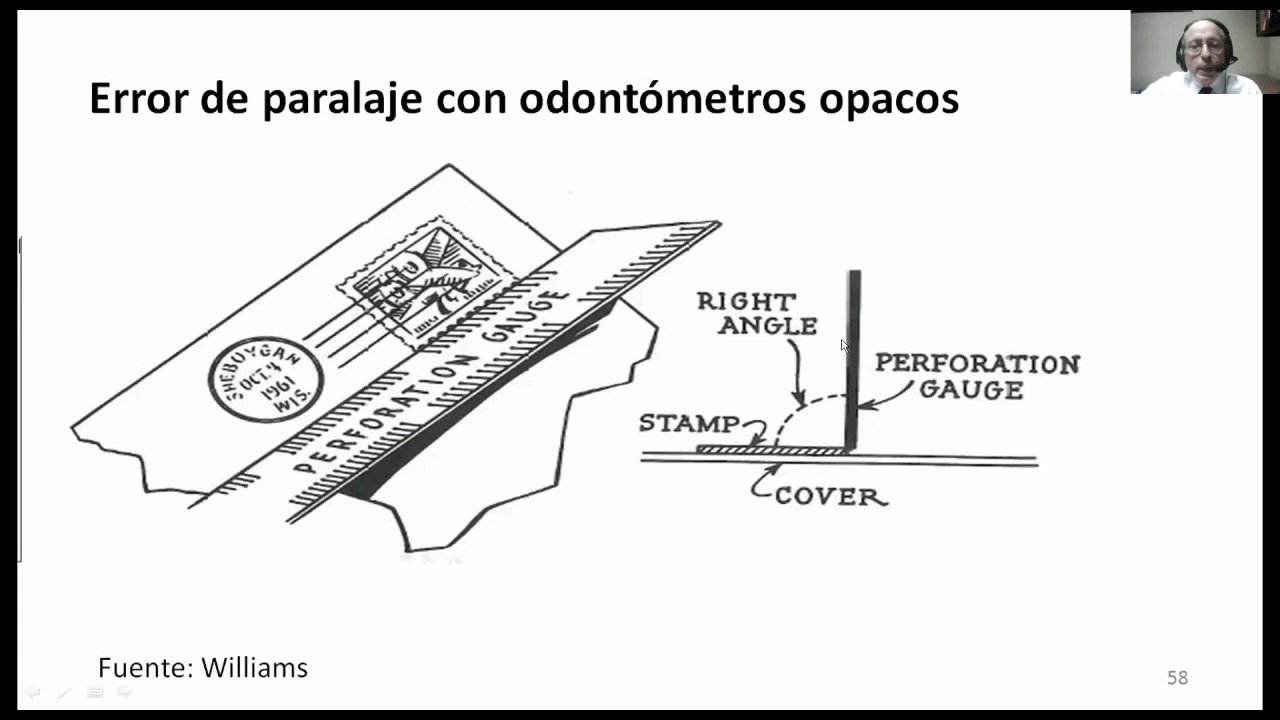 Error de paralaje con odontómetros opacos
SHEBOYGAN
OCT. 4
1961
WIS.
7¢
PERFORATION GAUGE
RIGHT
ANGLE
PERFORATION
GAUGE
STAMP
COVER
Fuente: Williams
58